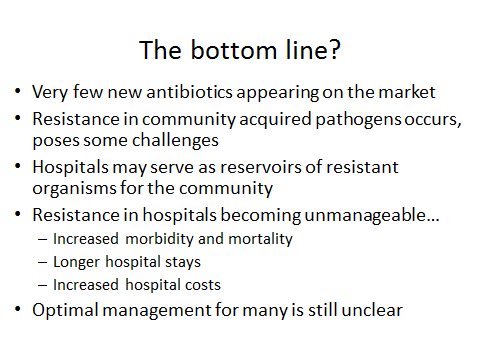 The bottom line?
• Very few new antibiotics appearing on the market
• Resistance in community acquired pathogens occurs,
poses some challenges
• Hospitals may serve as reservoirs of resistant
organisms for the community
• Resistance in hospitals becoming unmanageable…
– Increased morbidity and mortality
– Longer hospital stays
– Increased hospital costs
• Optimal management for many is still unclear